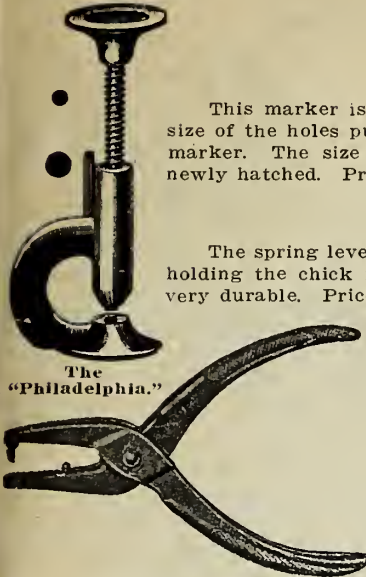 This marker is
size of the holes pu
marker. The size
newly hatched. Pr
The spring leve
holding the chick
very durable. Pric
The
"Philadelphia."